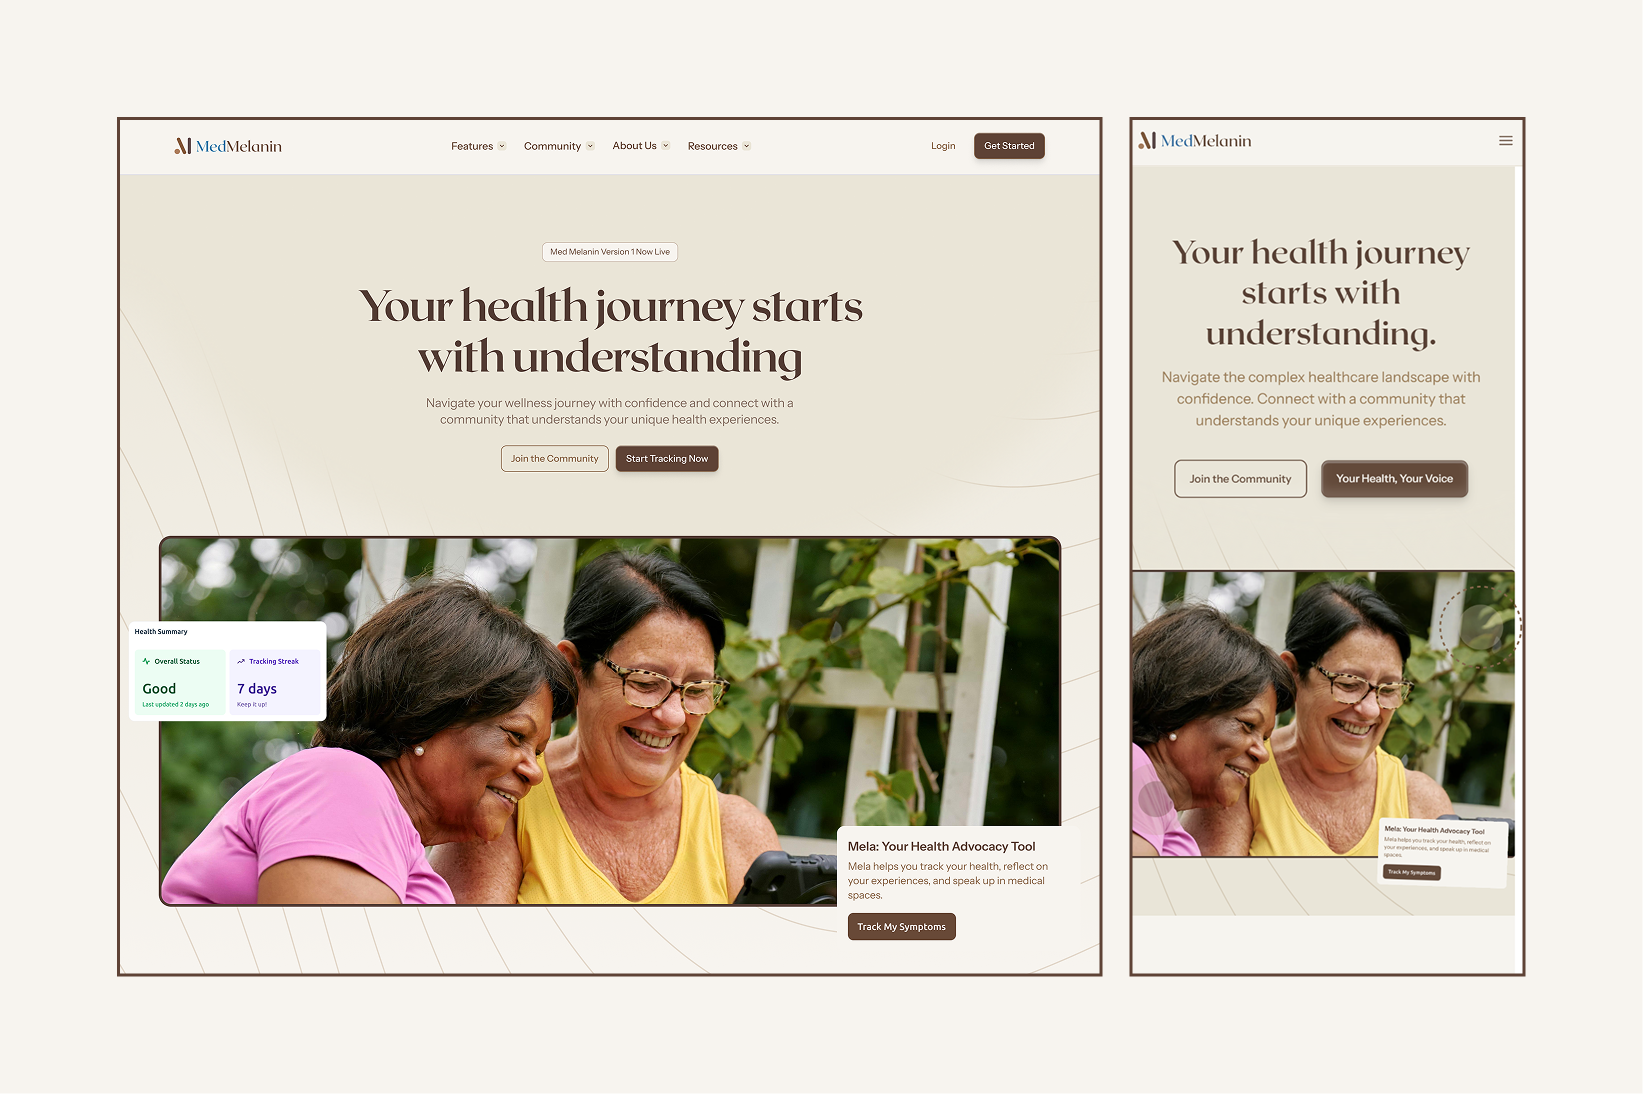 MedMelanin
Features
Community
About Us
Resources
Login
Get Started
Med Melanin Version 1 Now Live
Your health journey starts
with understanding
Navigate your wellness journey with confidence and connect with a
community that understands your unique health experiences.
Join the Community
Start Tracking Now
Health Summary
Overall Status
Good
Last updated 2 days ago
Tracking Streak
7 days
Keep it up!
Mela: Your Health Advocacy Tool
Mela helps you track your health, reflect on
your experiences, and speak up in medical
spaces.
Track My Symptoms
MedMelanin
Your health journey
starts with
understanding.
Navigate the complex healthcare landscape with
confidence. Connect with a community that
understands your unique experiences.
Join the Community
Your Health, Your Voice
Mela: Your Health Advocacy Tool
Mela helps you track your health, reflect on
your experiences, and speak up in medical
spaces.
Track My Symptoms